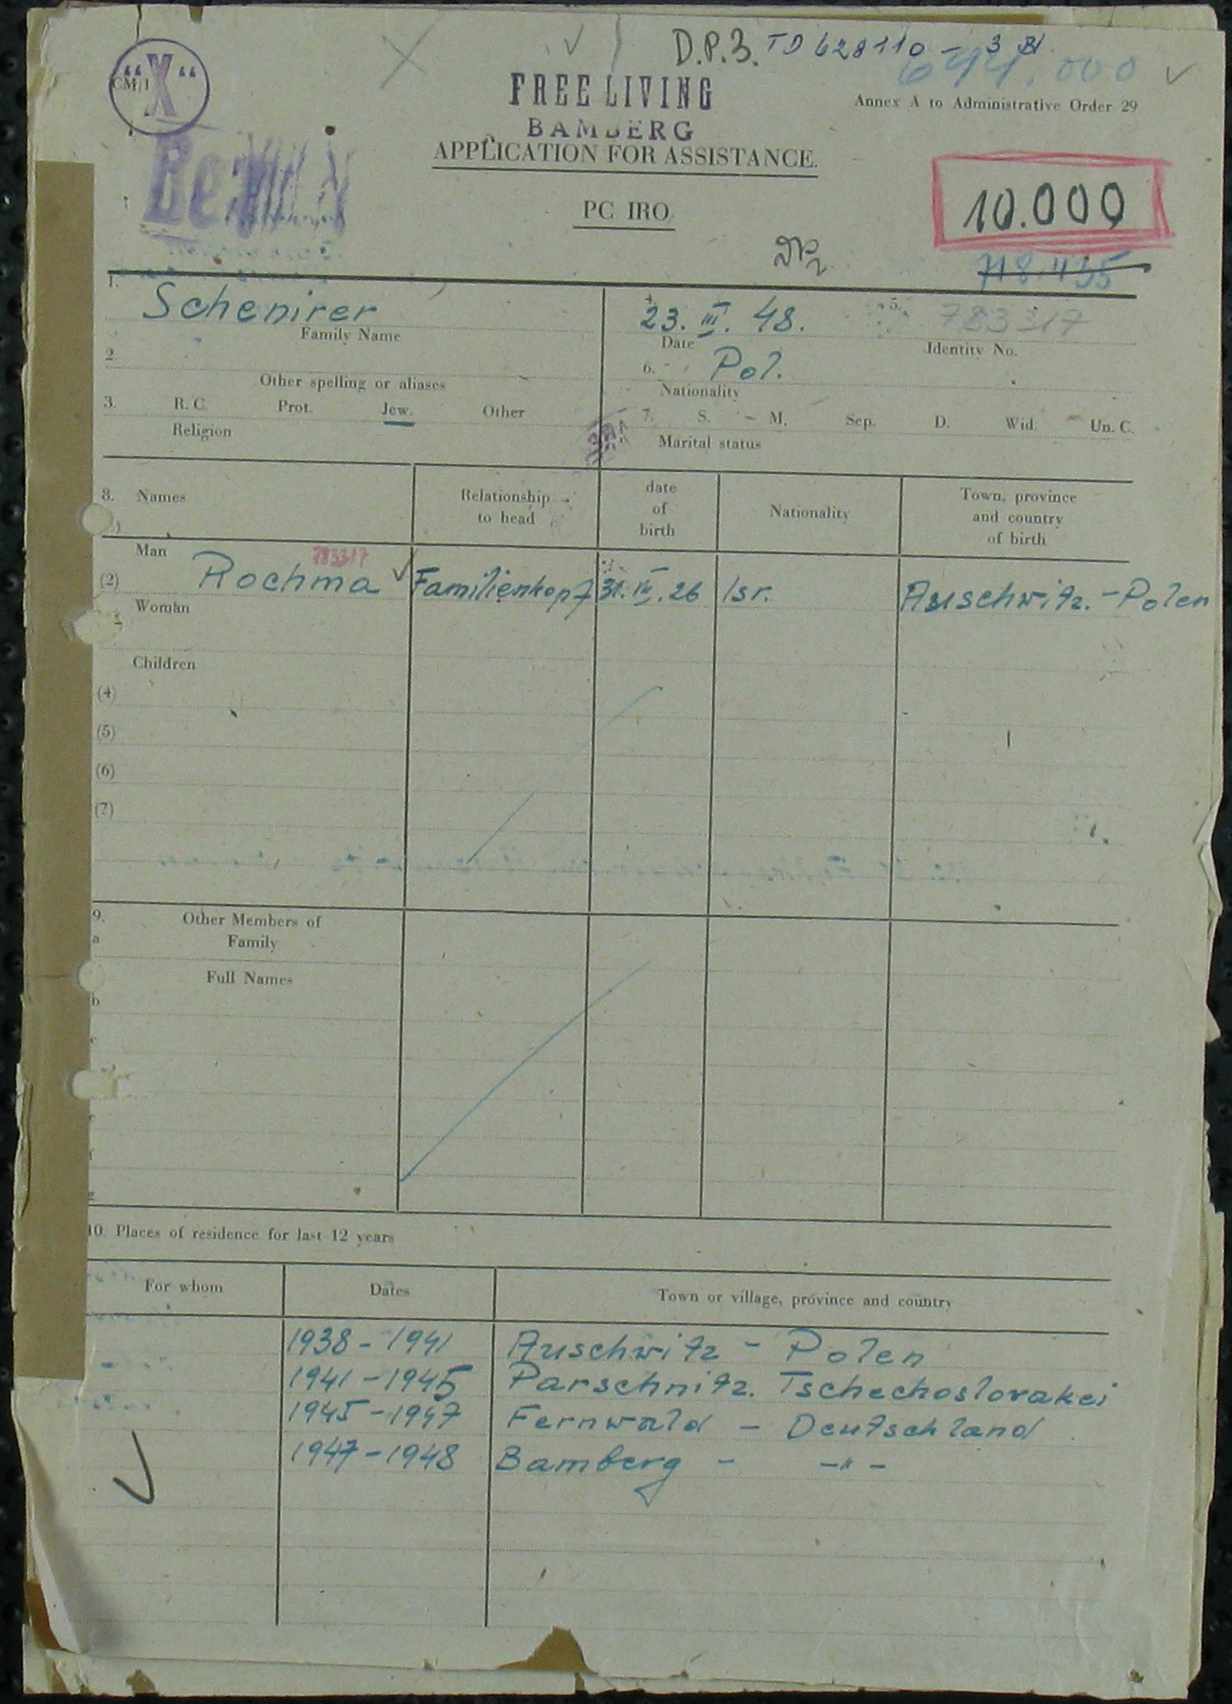 D.P.3. TD 628110 - 3 Bl.
CM/1 "X"
644.000
FREE LIVING
Annex A to Administrative Order 29
BAMBERG
APPLICATION FOR ASSISTANCE.
PC IRO
10.000
718.435
1. Schenirer 4. 23. III. 48. 5. 783317
Family Name Date Identity No.
2. 6. Pol.
Other spelling or aliases Nationality
3. R. C. Prot. Jew. Other 7. S. M. Sep. D. Wid. Un. C.
Religion Marital status
8. Names Relationship to head date of birth Nationality Town, province and country of birth
Man 783317
(2) Rochma Familienkopf 31. III. 26 Isr. Auschwitz. - Polen
Woman
Children
(4)
(5)
(6)
(7)
9. Other Members of
a Family
Full Names
b
10. Places of residence for last 12 years
For whom Dates Town or village, province and country
1938 - 1941 Auschwitz - Polen
1941 - 1945 Parschnitz. Tschechoslovakei
1945 - 1947 Fernwald - Deutschland
1947 - 1948 Bamberg - -"-